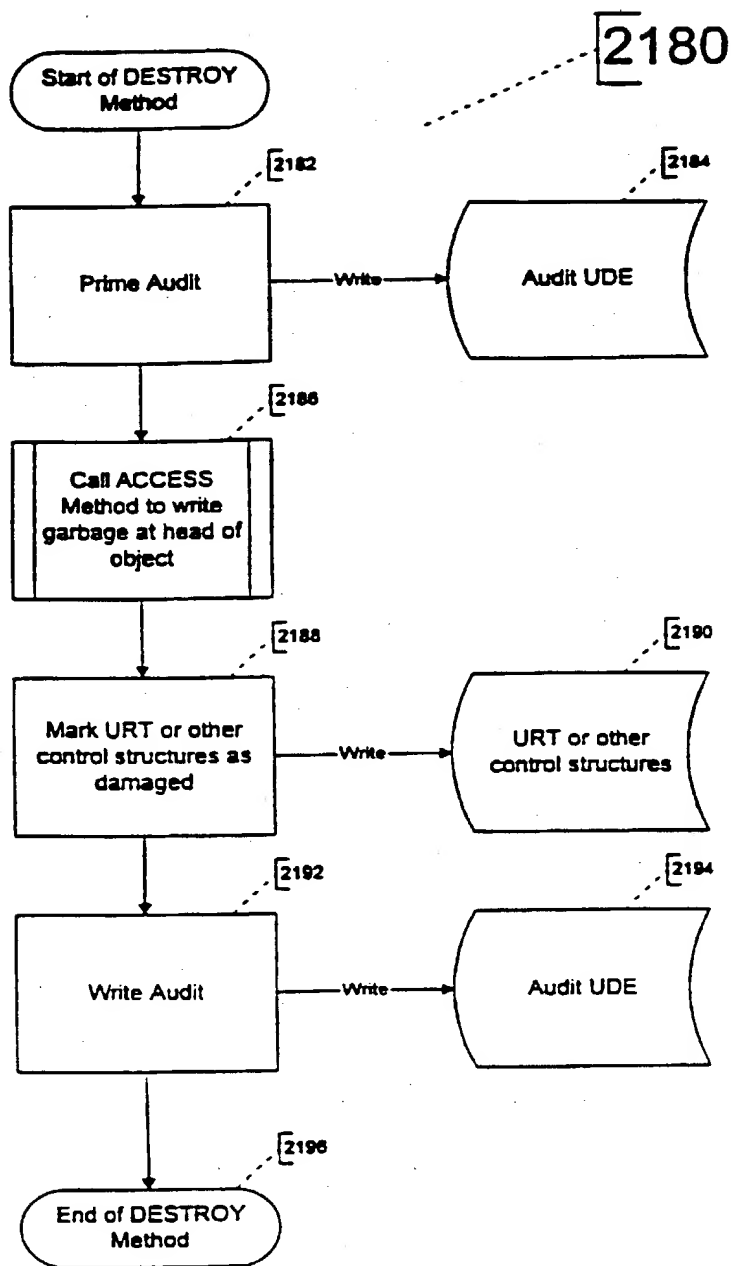 2180
Start of DESTROY
Method
2182
2184
Prime Audit
Write
Audit UDE
2186
Call ACCESS
Method to write
garbage at head of
object
2188
2190
Mark URT or other
control structures as
damaged
Write
URT or other
control structures
2192
2194
Write Audit
Write
Audit UDE
2196
End of DESTROY
Method